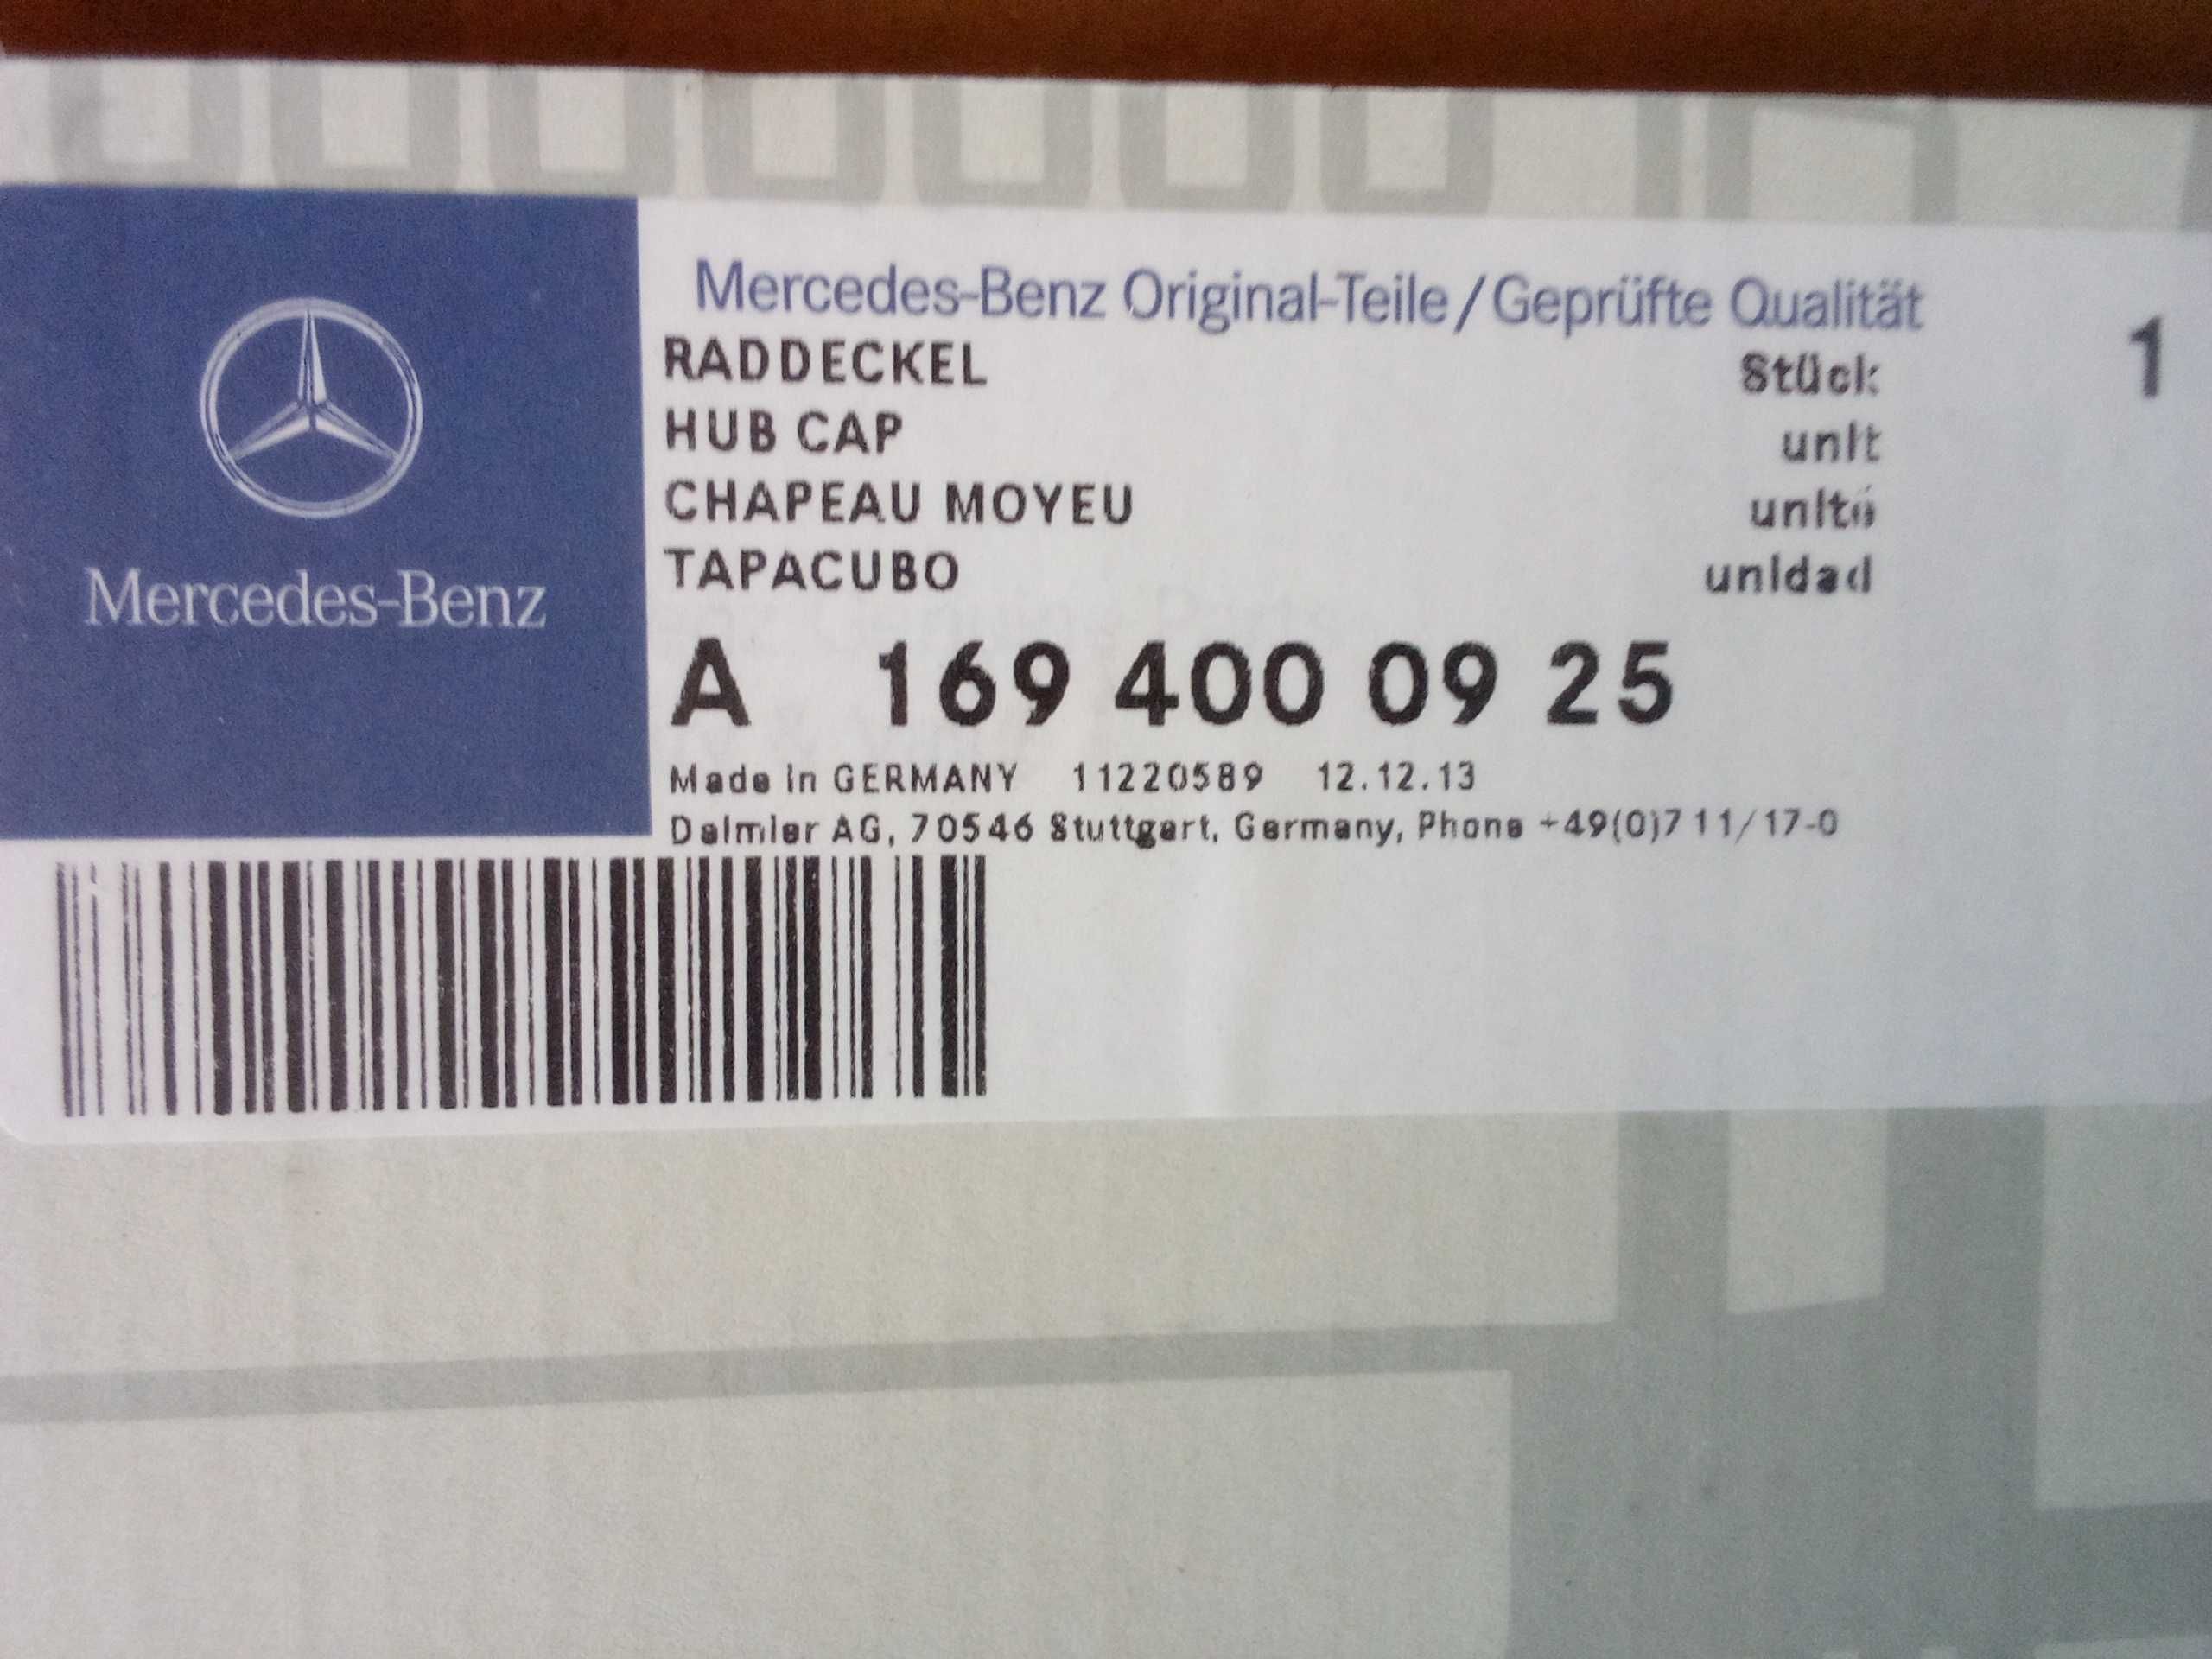 Mercedes-Benz
Mercedes-Benz Original-Teile/Geprüfte Qualität
RADDECKEL Stück 1
HUB CAP unit
CHAPEAU MOYEU unité
TAPACUBO unidad
A 169 400 09 25
Made in GERMANY 11220589 12.12.13
Daimler AG, 70546 Stuttgart, Germany, Phone +49(0)711/17-0